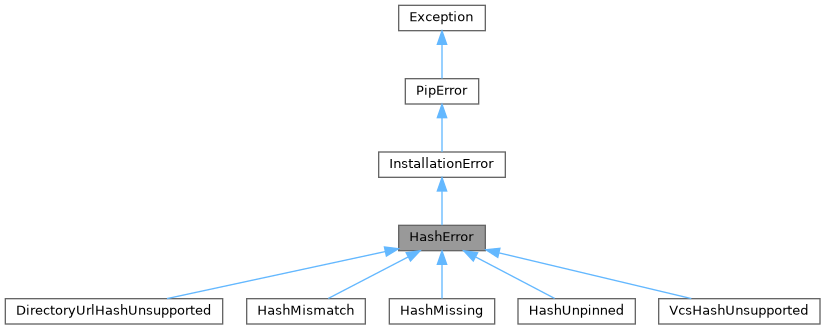 Exception
PipError
InstallationError
HashError
DirectoryUrlHashUnsupported
HashMismatch
HashMissing
HashUnpinned
VcsHashUnsupported